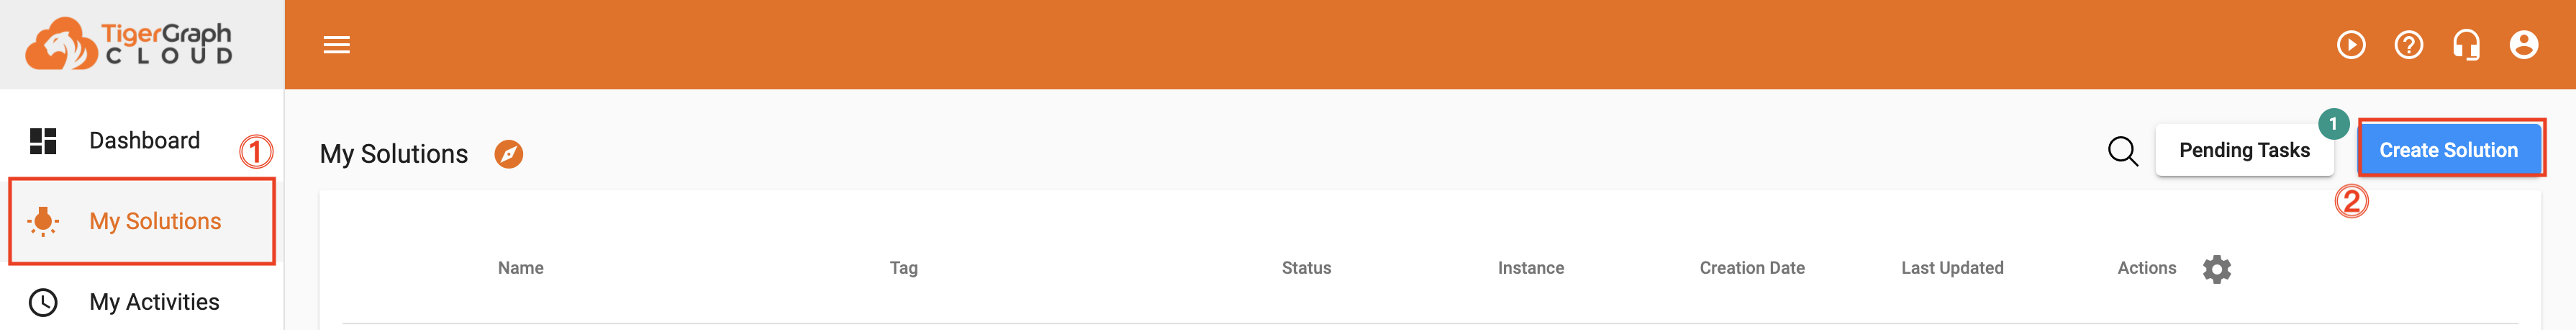 TigerGraph
CLOUD
Dashboard
①
My Solutions
My Activities
My Solutions
Pending Tasks
1
Create Solution
②
Name Tag Status Instance Creation Date Last Updated Actions